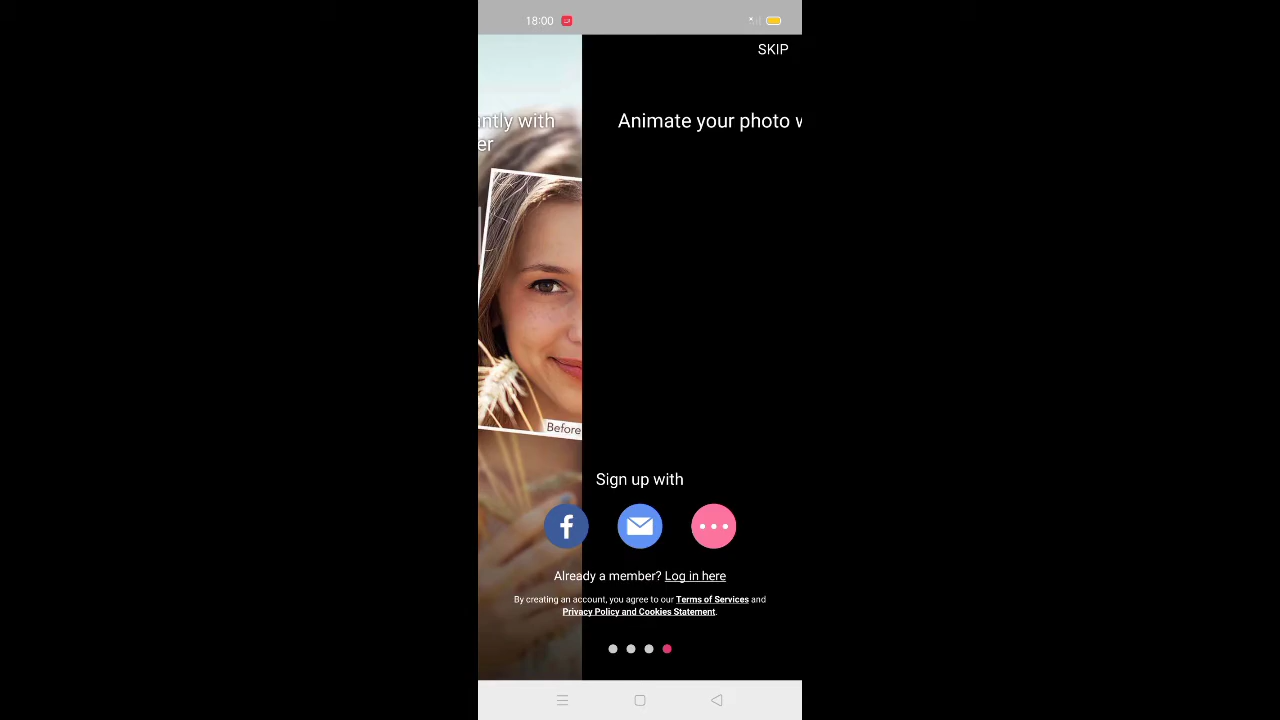 18:00
SKIP
antly with
er
Animate your photo w
Before
Sign up with
Already a member? Log in here
By creating an account, you agree to our Terms of Services and
Privacy Policy and Cookies Statement.